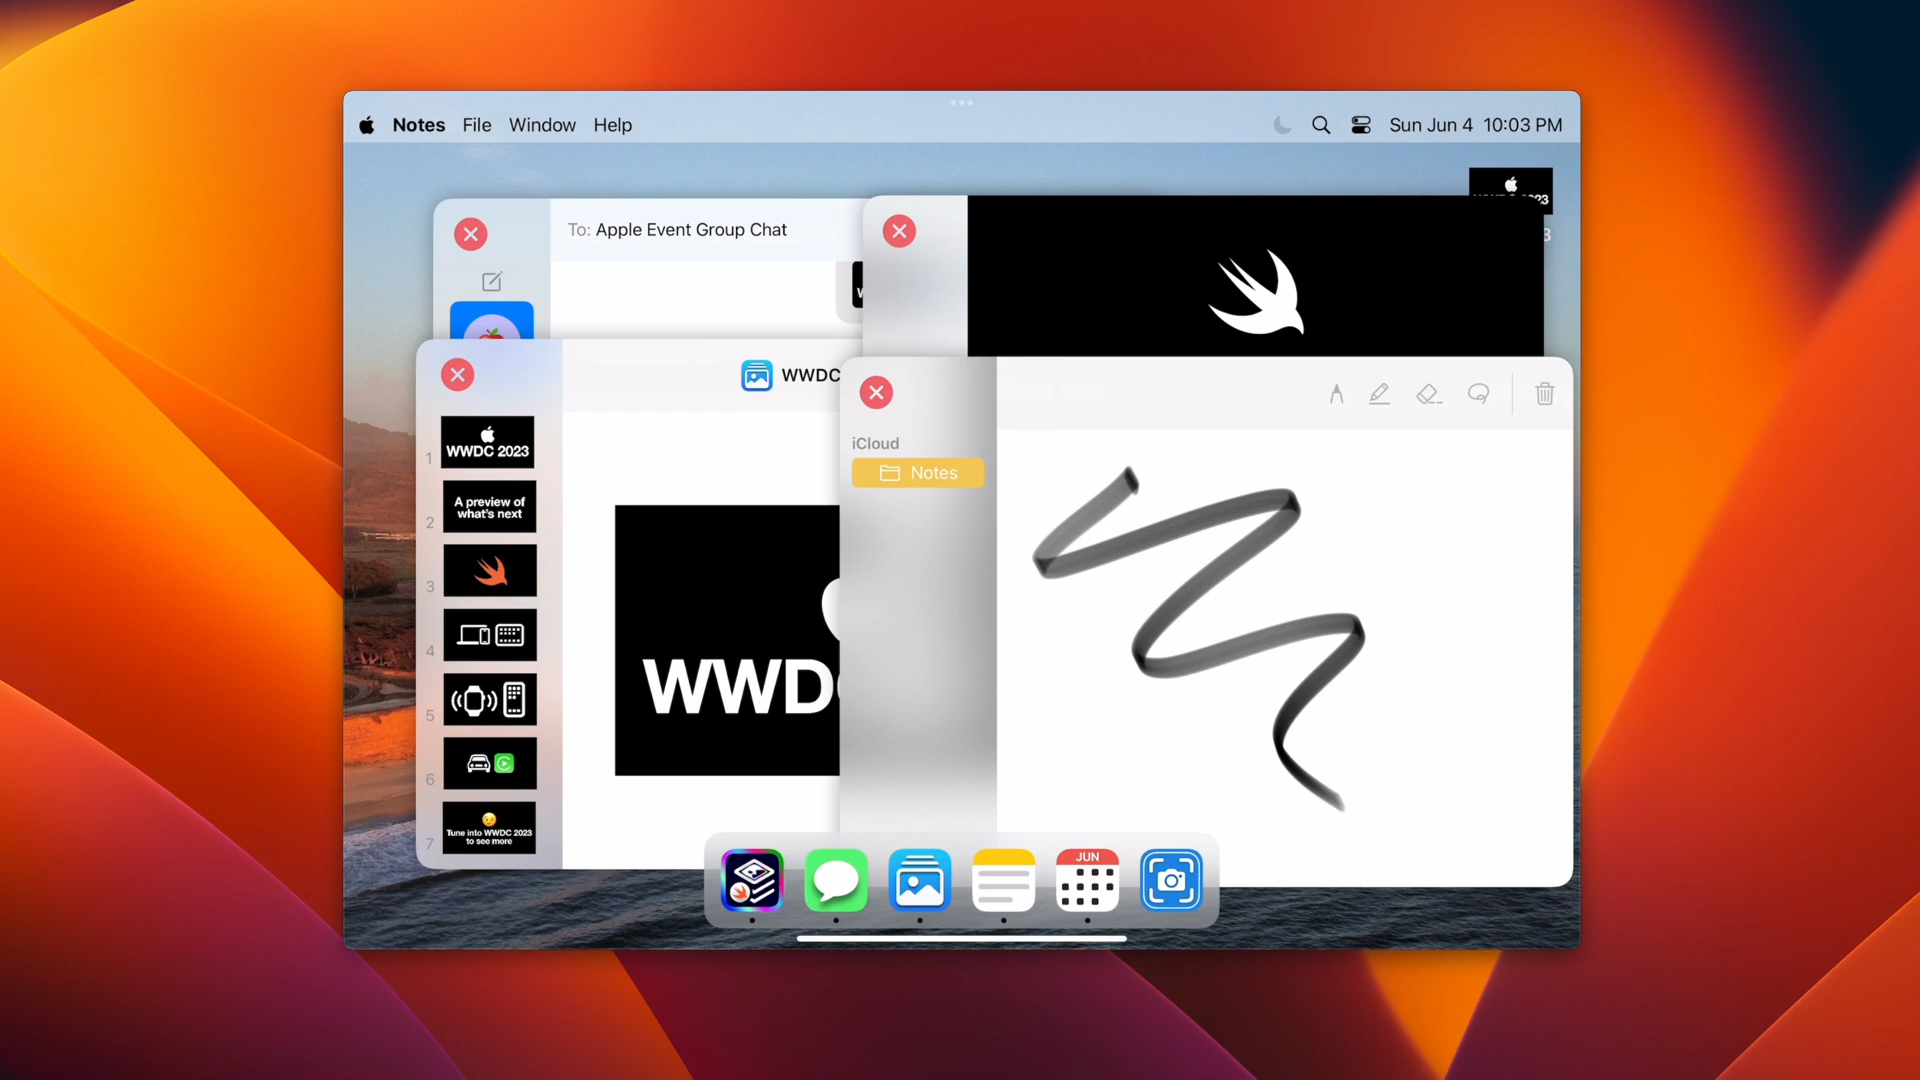 Notes File Window Help
Sun Jun 4 10:03 PM
To: Apple Event Group Chat
WWDC
iCloud
Notes
1
WWDC 2023
2
A preview of
what's next
3
4
5
6
7
Tune into WWDC 2023
to see more
WWD
JUN